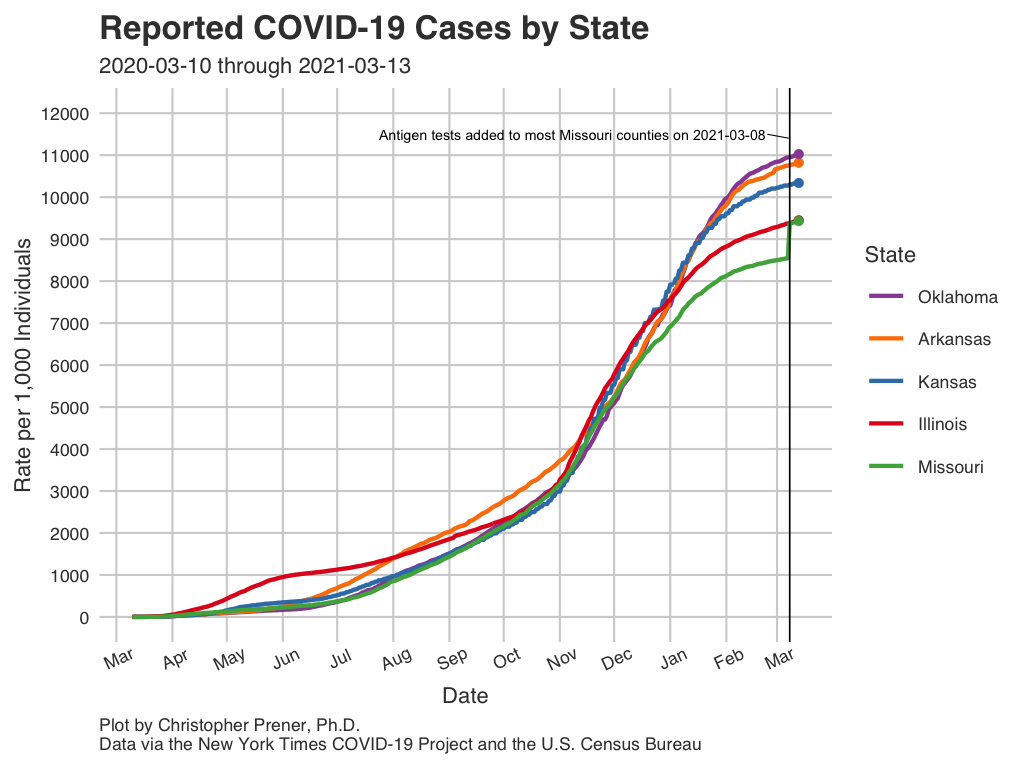 Reported COVID-19 Cases by State
2020-03-10 through 2021-03-13
12000
11000
10000
9000
8000
7000
6000
5000
4000
3000
2000
1000
0
Rate per 1,000 Individuals
Antigen tests added to most Missouri counties on 2021-03-08
Mar
Apr
May
Jun
Jul
Aug
Sep
Oct
Nov
Dec
Jan
Feb
Mar
Date
State
Oklahoma
Arkansas
Kansas
Illinois
Missouri
Plot by Christopher Prener, Ph.D.
Data via the New York Times COVID-19 Project and the U.S. Census Bureau